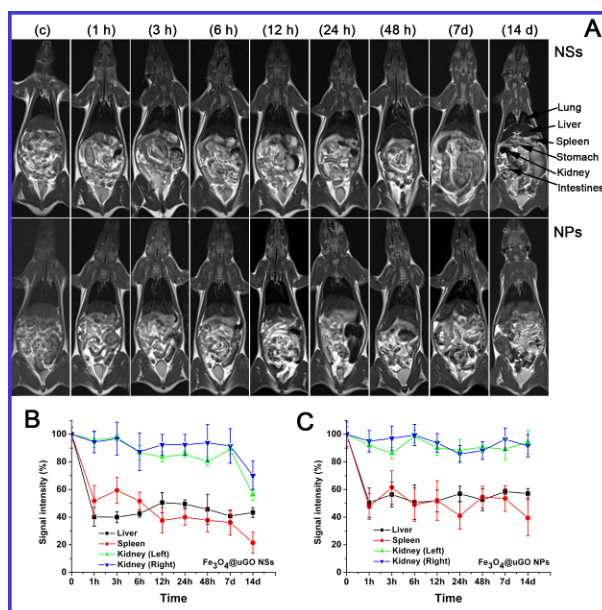 A
(c) (1 h) (3 h) (6 h) (12 h) (24 h) (48 h) (7d) (14 d)
NSs
Lung
Liver
Spleen
Stomach
Kidney
Intestines
NPs
B
Signal intensity (%)
100
80
60
40
20
0
Liver
Spleen
Kidney (Left)
Kidney (Right)
Fe₃O₄@uGO NSs
0 1h 3h 6h 12h 24h 48h 7d 14d
Time
C
Signal intensity (%)
100
80
60
40
20
0
Liver
Spleen
Kidney (Left)
Kidney (Right)
Fe₃O₄@uGO NPs
0 1h 3h 6h 12h 24h 48h 7d 14d
Time